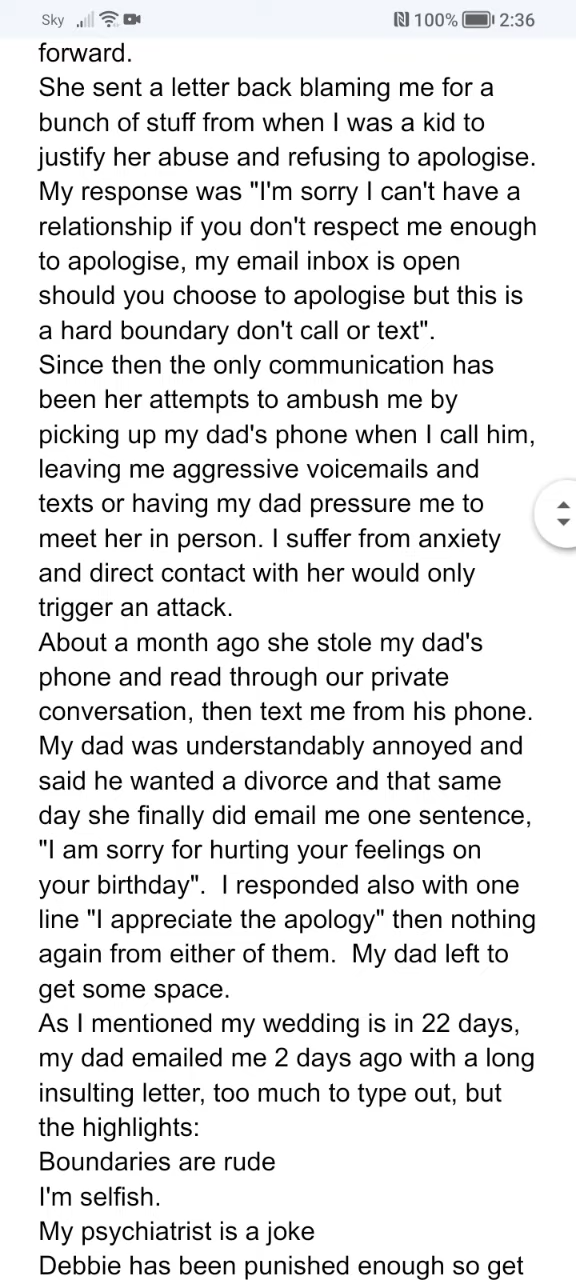 Sky 100% 2:36
forward.
She sent a letter back blaming me for a
bunch of stuff from when I was a kid to
justify her abuse and refusing to apologise.
My response was "I'm sorry I can't have a
relationship if you don't respect me enough
to apologise, my email inbox is open
should you choose to apologise but this is
a hard boundary don't call or text".
Since then the only communication has
been her attempts to ambush me by
picking up my dad's phone when I call him,
leaving me aggressive voicemails and
texts or having my dad pressure me to
meet her in person. I suffer from anxiety
and direct contact with her would only
trigger an attack.
About a month ago she stole my dad's
phone and read through our private
conversation, then text me from his phone.
My dad was understandably annoyed and
said he wanted a divorce and that same
day she finally did email me one sentence,
"I am sorry for hurting your feelings on
your birthday".  I responded also with one
line "I appreciate the apology" then nothing
again from either of them.  My dad left to
get some space.
As I mentioned my wedding is in 22 days,
my dad emailed me 2 days ago with a long
insulting letter, too much to type out, but
the highlights:
Boundaries are rude
I'm selfish.
My psychiatrist is a joke
Debbie has been punished enough so get